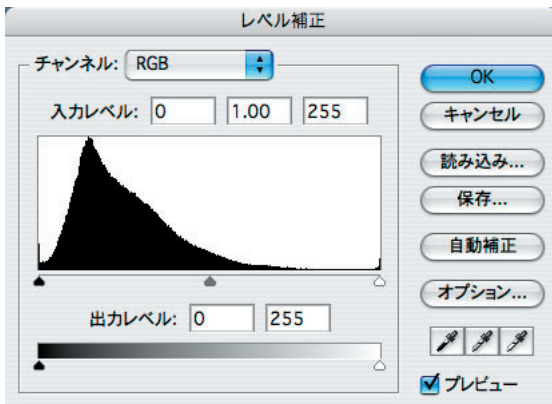 レベル補正
チャンネル: RGB
入力レベル: 0 1.00 255
出力レベル: 0 255
OK
キャンセル
読み込み...
保存...
自動補正
オプション...
プレビュー